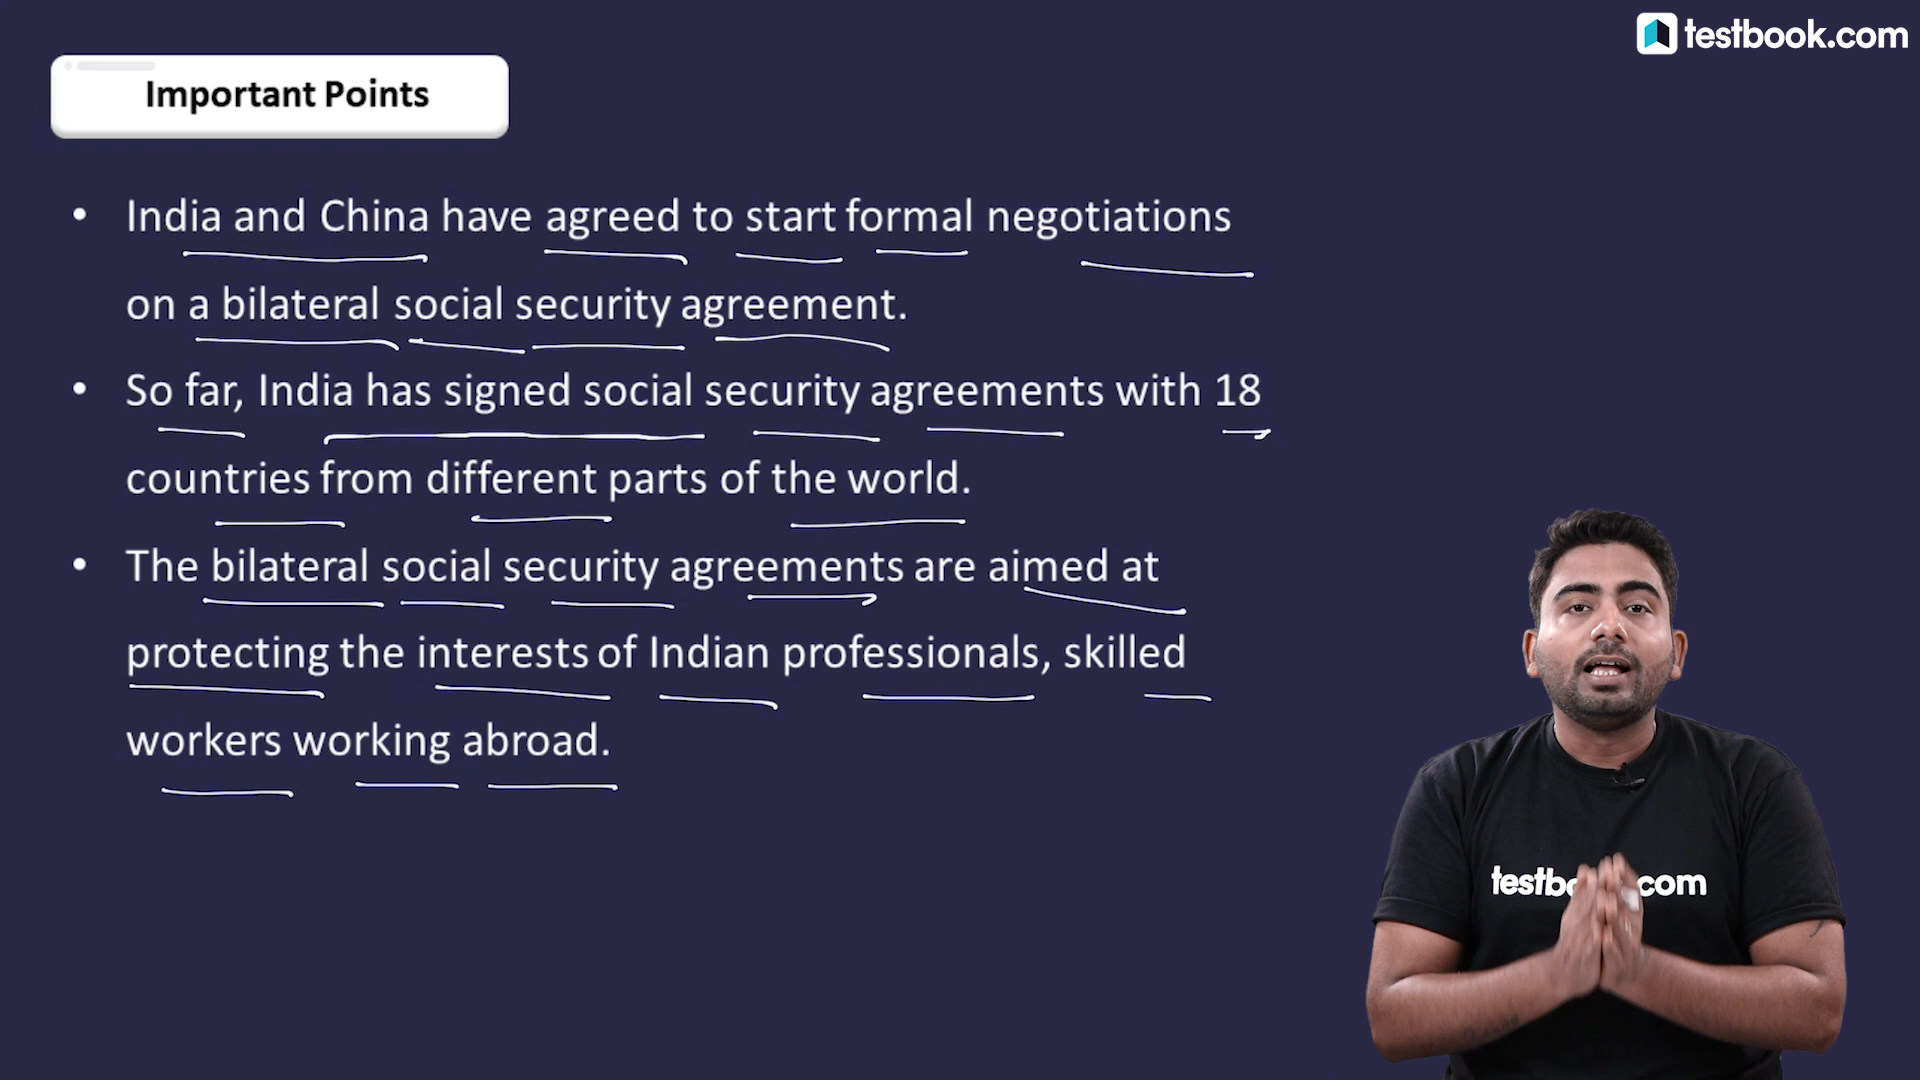 testbook.com
Important Points
• India and China have agreed to start formal negotiations
on a bilateral social security agreement.
• So far, India has signed social security agreements with 18
countries from different parts of the world.
• The bilateral social security agreements are aimed at
protecting the interests of Indian professionals, skilled
workers working abroad.
testbo .com